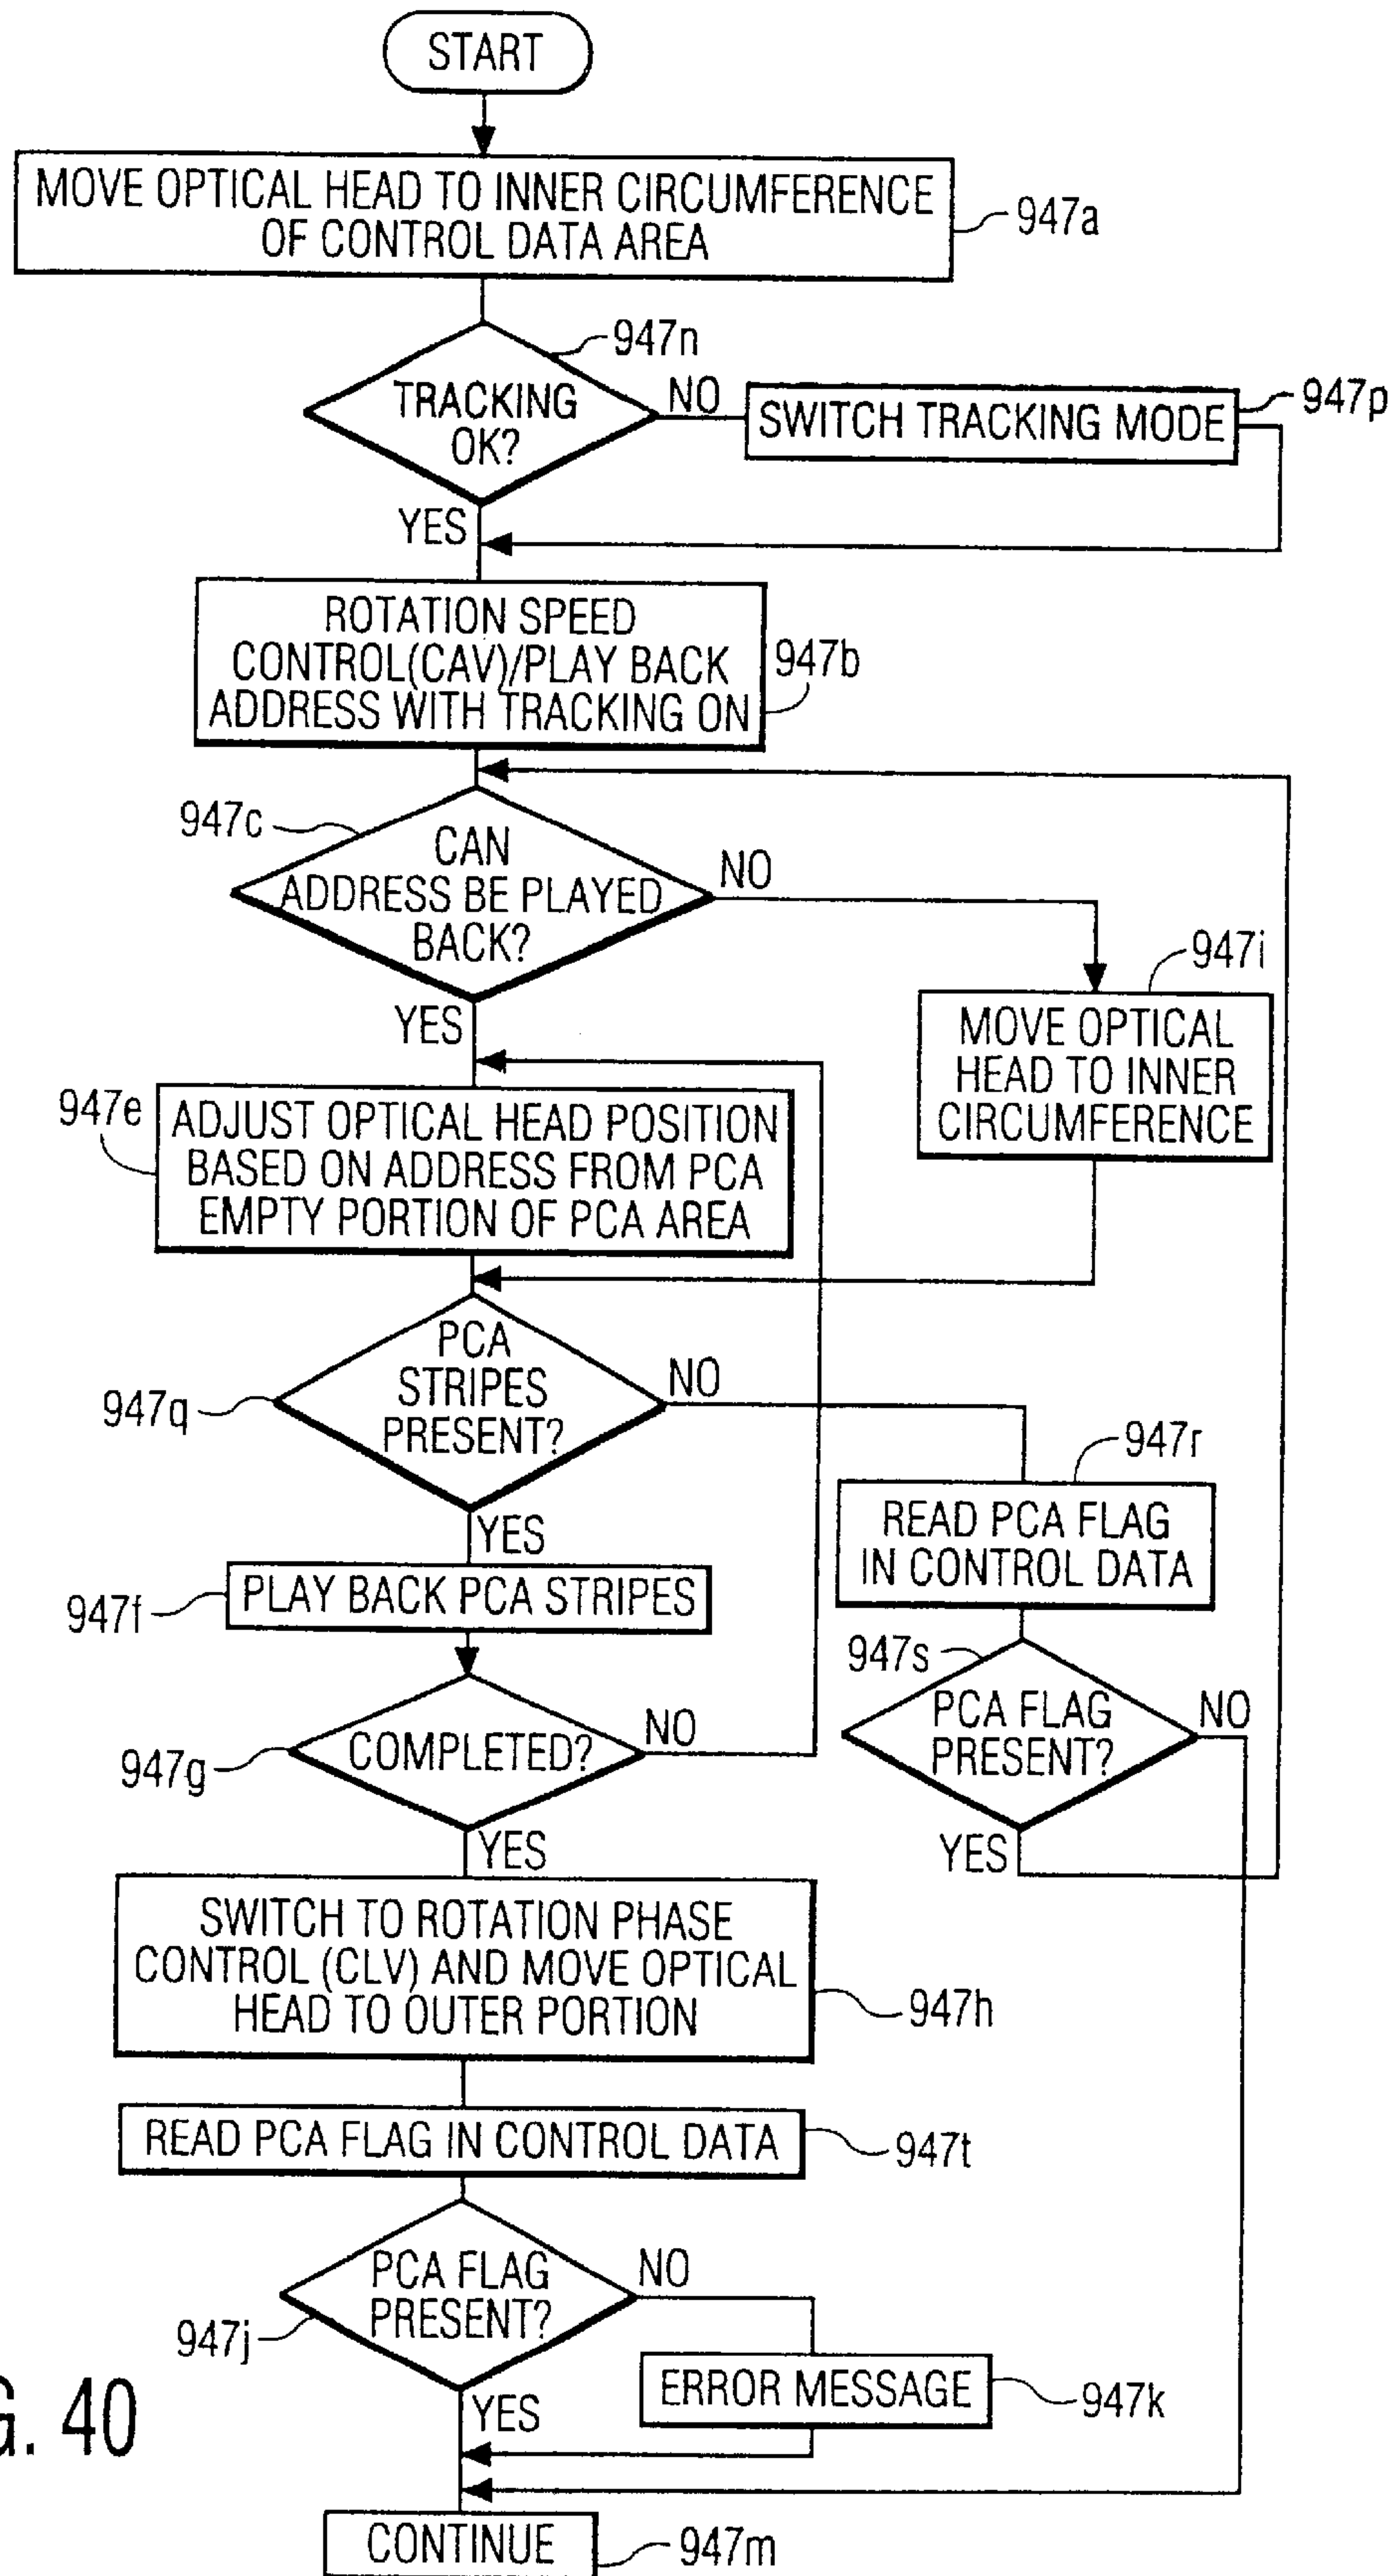 START
MOVE OPTICAL HEAD TO INNER CIRCUMFERENCE
OF CONTROL DATA AREA
947a
947n
TRACKING
OK?
NO
SWITCH TRACKING MODE
947p
YES
ROTATION SPEED
CONTROL(CAV)/PLAY BACK
ADDRESS WITH TRACKING ON
947b
947c
CAN
ADDRESS BE PLAYED
BACK?
NO
YES
947i
MOVE OPTICAL
HEAD TO INNER
CIRCUMFERENCE
947e
ADJUST OPTICAL HEAD POSITION
BASED ON ADDRESS FROM PCA
EMPTY PORTION OF PCA AREA
PCA
STRIPES
PRESENT?
NO
947q
YES
947r
READ PCA FLAG
IN CONTROL DATA
PLAY BACK PCA STRIPES
947f
947s
PCA FLAG
PRESENT?
NO
YES
COMPLETED?
NO
947g
YES
SWITCH TO ROTATION PHASE
CONTROL (CLV) AND MOVE OPTICAL
HEAD TO OUTER PORTION
947h
READ PCA FLAG IN CONTROL DATA
947t
PCA FLAG
PRESENT?
NO
947j
ERROR MESSAGE
947k
YES
G. 40
CONTINUE
947m